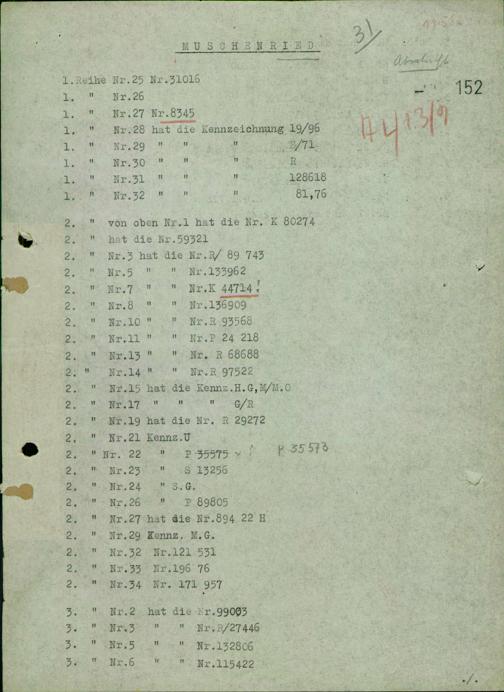 31
Abschrift
MUSCHENRIED
- 152
A4/3/9
1.Reihe Nr.25 Nr.31016
1. " Nr.26
1. " Nr.27 Nr.8345
1. " Nr.28 hat die Kennzeichnung 19/96
1. " Nr.29 " " " E/71
1. " Nr.30 " " " R
1. " Nr.31 " " " 128618
1. " Nr.32 " " " 81,76
2. " von oben Nr.1 hat die Nr. K 80274
2. " hat die Nr.59321
2. " Nr.3 hat die Nr.R/ 89 743
2. " Nr.5 " " Nr.133962
2. " Nr.7 " " Nr.K 44714!
2. " Nr.8 " " Nr.136909
2. " Nr.10 " " Nr.R 93568
2. " Nr.11 " " Nr.P 24 218
2. " Nr.13 " " Nr. R 68688
2. " Nr.14 " " Nr.R 97522
2. " Nr.15 hat die Kennz.H.G,M/M.O
2. " Nr.17 " " " G/R
2. " Nr.19 hat die Nr. R 29272
2. " Nr.21 Kennz.U
2. " Nr. 22 " P 35575 P 35573
2. " Nr.23 " S 13256
2. " Nr.24 " S.G.
2. " Nr.26 " P 89805
2. " Nr.27 hat die Nr.894 22 H
2. " Nr.29 Kennz. M.G.
2. " Nr.32 Nr.121 531
2. " Nr.33 Nr.196 76
2. " Nr.34 Nr. 171 957
3. " Nr.2 hat die Nr.99003
3. " Nr.3 " " Nr.R/27446
3. " Nr.5 " " Nr.132806
3. " Nr.6 " " Nr.115422
./.